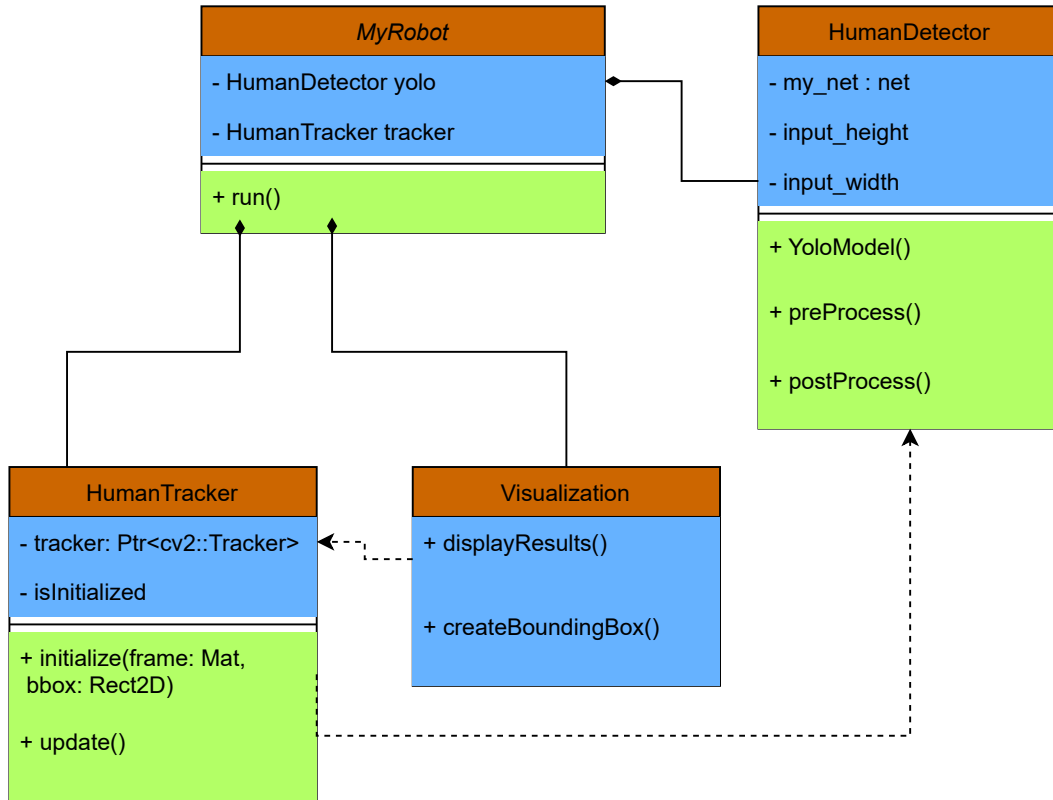 MyRobot
- HumanDetector yolo
- HumanTracker tracker
+ run()
HumanDetector
- my_net : net
- input_height
- input_width
+ YoloModel()
+ preProcess()
+ postProcess()
HumanTracker
- tracker: Ptr<cv2::Tracker>
- isInitialized
+ initialize(frame: Mat,
bbox: Rect2D)
+ update()
Visualization
+ displayResults()
+ createBoundingBox()